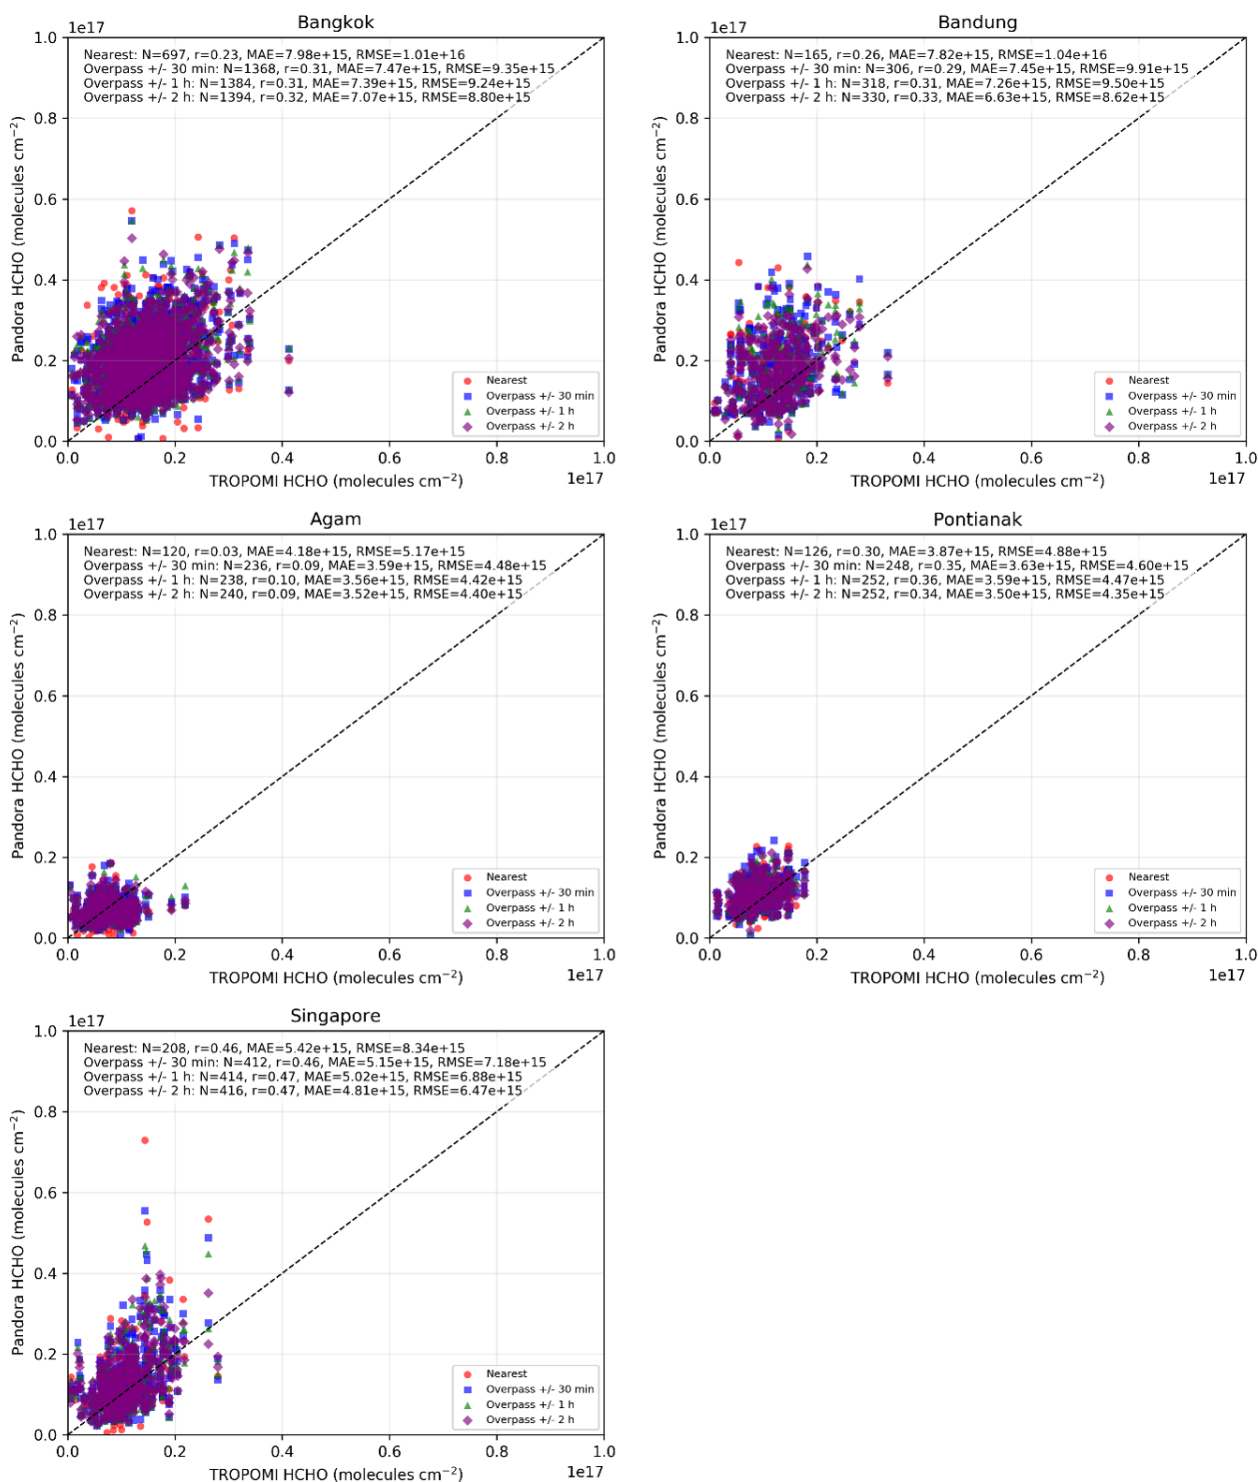 Bangkok
1e17
Nearest: N=697, r=0.23, MAE=7.98e+15, RMSE=1.01e+16
Overpass +/- 30 min: N=1368, r=0.31, MAE=7.47e+15, RMSE=9.35e+15
Overpass +/- 1 h: N=1384, r=0.31, MAE=7.39e+15, RMSE=9.24e+15
Overpass +/- 2 h: N=1394, r=0.32, MAE=7.07e+15, RMSE=8.80e+15
1.0
0.8
0.6
0.4
0.2
0.0
Pandora HCHO (molecules cm⁻²)
Nearest
Overpass +/- 30 min
Overpass +/- 1 h
Overpass +/- 2 h
0.0 0.2 0.4 0.6 0.8 1.0
TROPOMI HCHO (molecules cm⁻²)
1e17
Bandung
1e17
Nearest: N=165, r=0.26, MAE=7.82e+15, RMSE=1.04e+16
Overpass +/- 30 min: N=306, r=0.29, MAE=7.45e+15, RMSE=9.91e+15
Overpass +/- 1 h: N=318, r=0.31, MAE=7.26e+15, RMSE=9.50e+15
Overpass +/- 2 h: N=330, r=0.33, MAE=6.63e+15, RMSE=8.62e+15
1.0
0.8
0.6
0.4
0.2
0.0
Pandora HCHO (molecules cm⁻²)
Nearest
Overpass +/- 30 min
Overpass +/- 1 h
Overpass +/- 2 h
0.0 0.2 0.4 0.6 0.8 1.0
TROPOMI HCHO (molecules cm⁻²)
1e17
Agam
1e17
Nearest: N=120, r=0.03, MAE=4.18e+15, RMSE=5.17e+15
Overpass +/- 30 min: N=236, r=0.09, MAE=3.59e+15, RMSE=4.48e+15
Overpass +/- 1 h: N=238, r=0.10, MAE=3.56e+15, RMSE=4.42e+15
Overpass +/- 2 h: N=240, r=0.09, MAE=3.52e+15, RMSE=4.40e+15
1.0
0.8
0.6
0.4
0.2
0.0
Pandora HCHO (molecules cm⁻²)
Nearest
Overpass +/- 30 min
Overpass +/- 1 h
Overpass +/- 2 h
0.0 0.2 0.4 0.6 0.8 1.0
TROPOMI HCHO (molecules cm⁻²)
1e17
Pontianak
1e17
Nearest: N=126, r=0.30, MAE=3.87e+15, RMSE=4.88e+15
Overpass +/- 30 min: N=248, r=0.35, MAE=3.63e+15, RMSE=4.60e+15
Overpass +/- 1 h: N=252, r=0.36, MAE=3.59e+15, RMSE=4.47e+15
Overpass +/- 2 h: N=252, r=0.34, MAE=3.50e+15, RMSE=4.35e+15
1.0
0.8
0.6
0.4
0.2
0.0
Pandora HCHO (molecules cm⁻²)
Nearest
Overpass +/- 30 min
Overpass +/- 1 h
Overpass +/- 2 h
0.0 0.2 0.4 0.6 0.8 1.0
TROPOMI HCHO (molecules cm⁻²)
1e17
Singapore
1e17
Nearest: N=208, r=0.46, MAE=5.42e+15, RMSE=8.34e+15
Overpass +/- 30 min: N=412, r=0.46, MAE=5.15e+15, RMSE=7.18e+15
Overpass +/- 1 h: N=414, r=0.47, MAE=5.02e+15, RMSE=6.88e+15
Overpass +/- 2 h: N=416, r=0.47, MAE=4.81e+15, RMSE=6.47e+15
1.0
0.8
0.6
0.4
0.2
0.0
Pandora HCHO (molecules cm⁻²)
Nearest
Overpass +/- 30 min
Overpass +/- 1 h
Overpass +/- 2 h
0.0 0.2 0.4 0.6 0.8 1.0
TROPOMI HCHO (molecules cm⁻²)
1e17